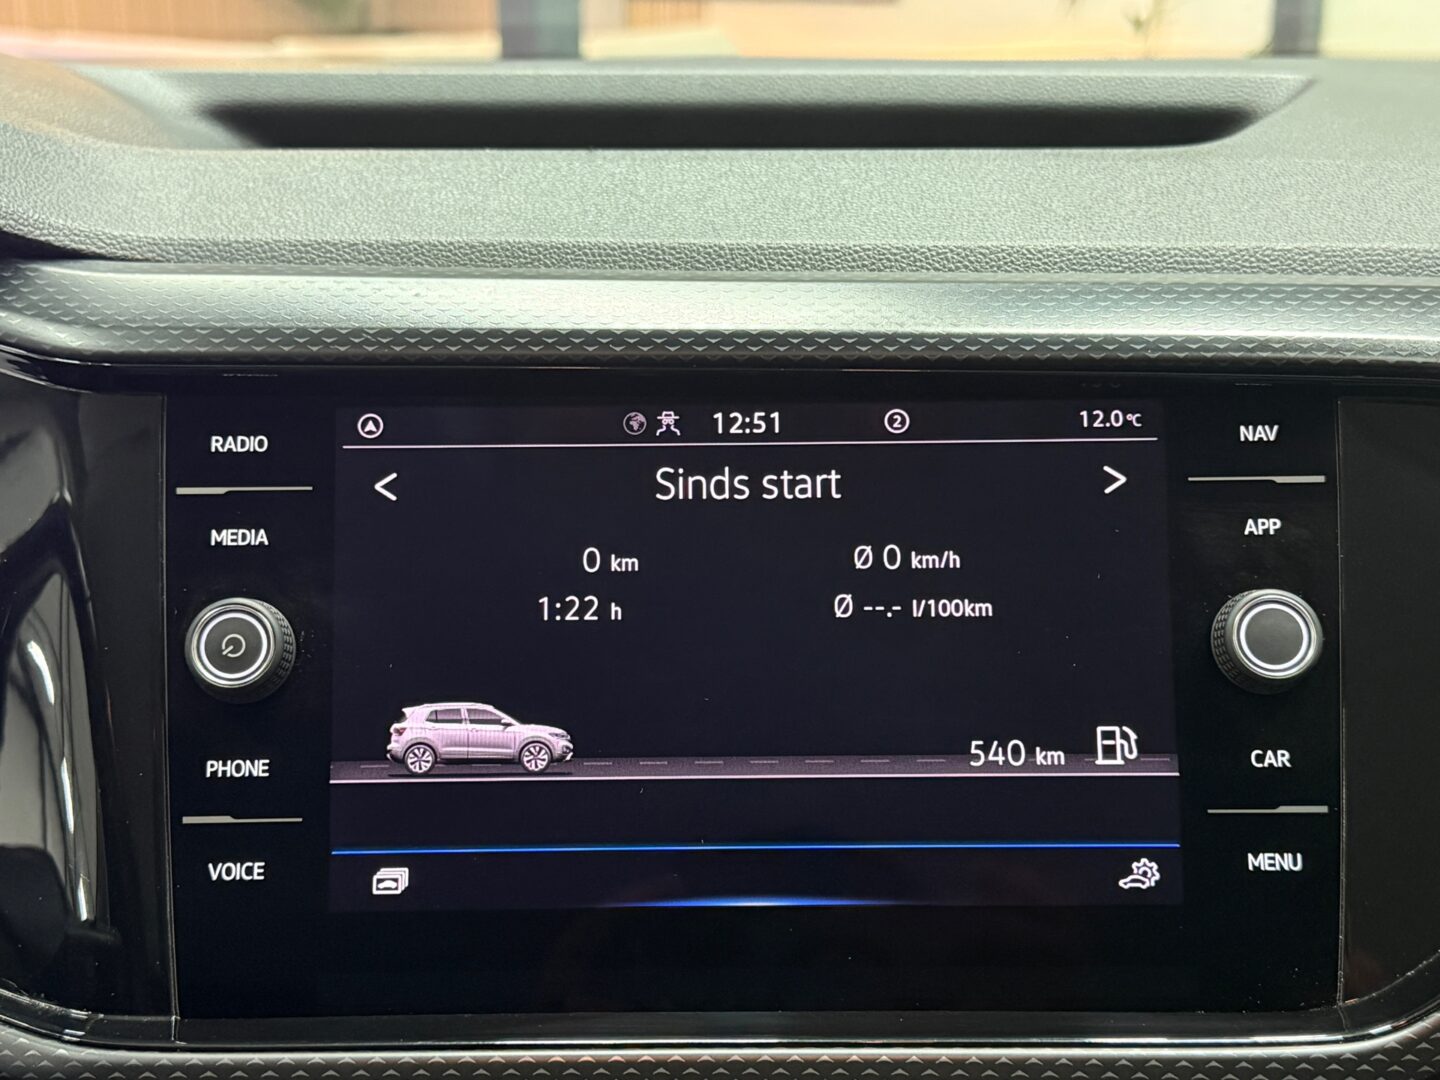 RADIO
MEDIA
PHONE
VOICE
12:51
2
12.0 °C
< Sinds start >
0 km
Ø 0 km/h
1:22 h
Ø --.- l/100km
540 km
NAV
APP
CAR
MENU